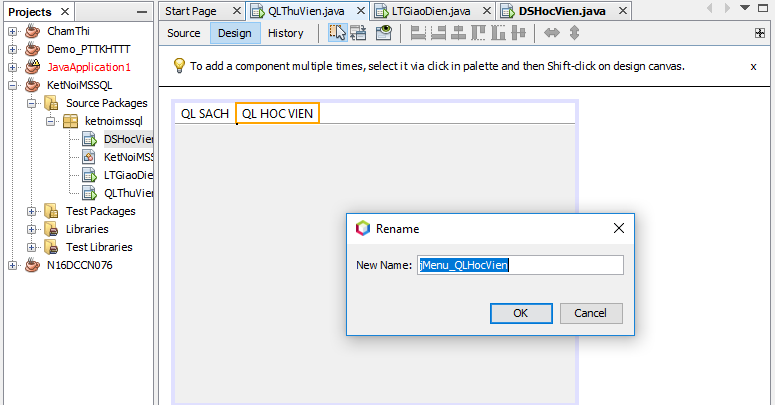 Projects
Start Page
QLThuVien.java
LTGiaoDien.java
DSHocVien.java
ChamThi
Demo_PTTKHTTT
JavaApplication1
KetNoiMSSQL
Source Packages
ketnoimssql
DSHocVien
KetNoiMSS
LTGiaoDie
QLThuVie
Test Packages
Libraries
Test Libraries
N16DCCN076
Source
Design
History
To add a component multiple times, select it via click in palette and then Shift-click on design canvas.
x
QL SACH
QL HOC VIEN
Rename
New Name:
jMenu_QLHocVien
OK
Cancel